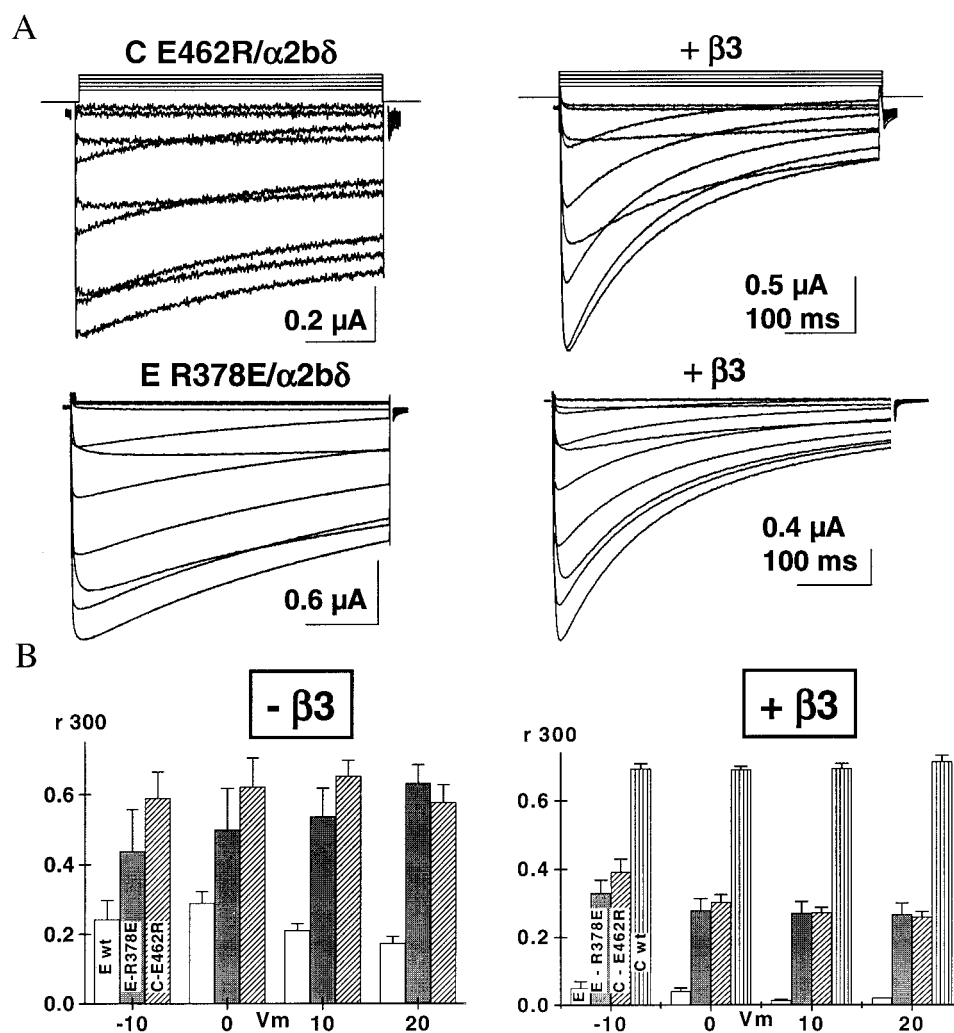 A
C E462R/α2bδ
+ β3
0.2 µA
0.5 µA
100 ms
E R378E/α2bδ
+ β3
0.6 µA
0.4 µA
100 ms
B
- β3
r 300
0.6
0.4
0.2
0.0
E wt
E-R378E
C-E462R
-10
0
Vm
10
20
+ β3
r 300
0.6
0.4
0.2
0.0
E
E - R378E
C - E462R
C wt
-10
0
Vm
10
20